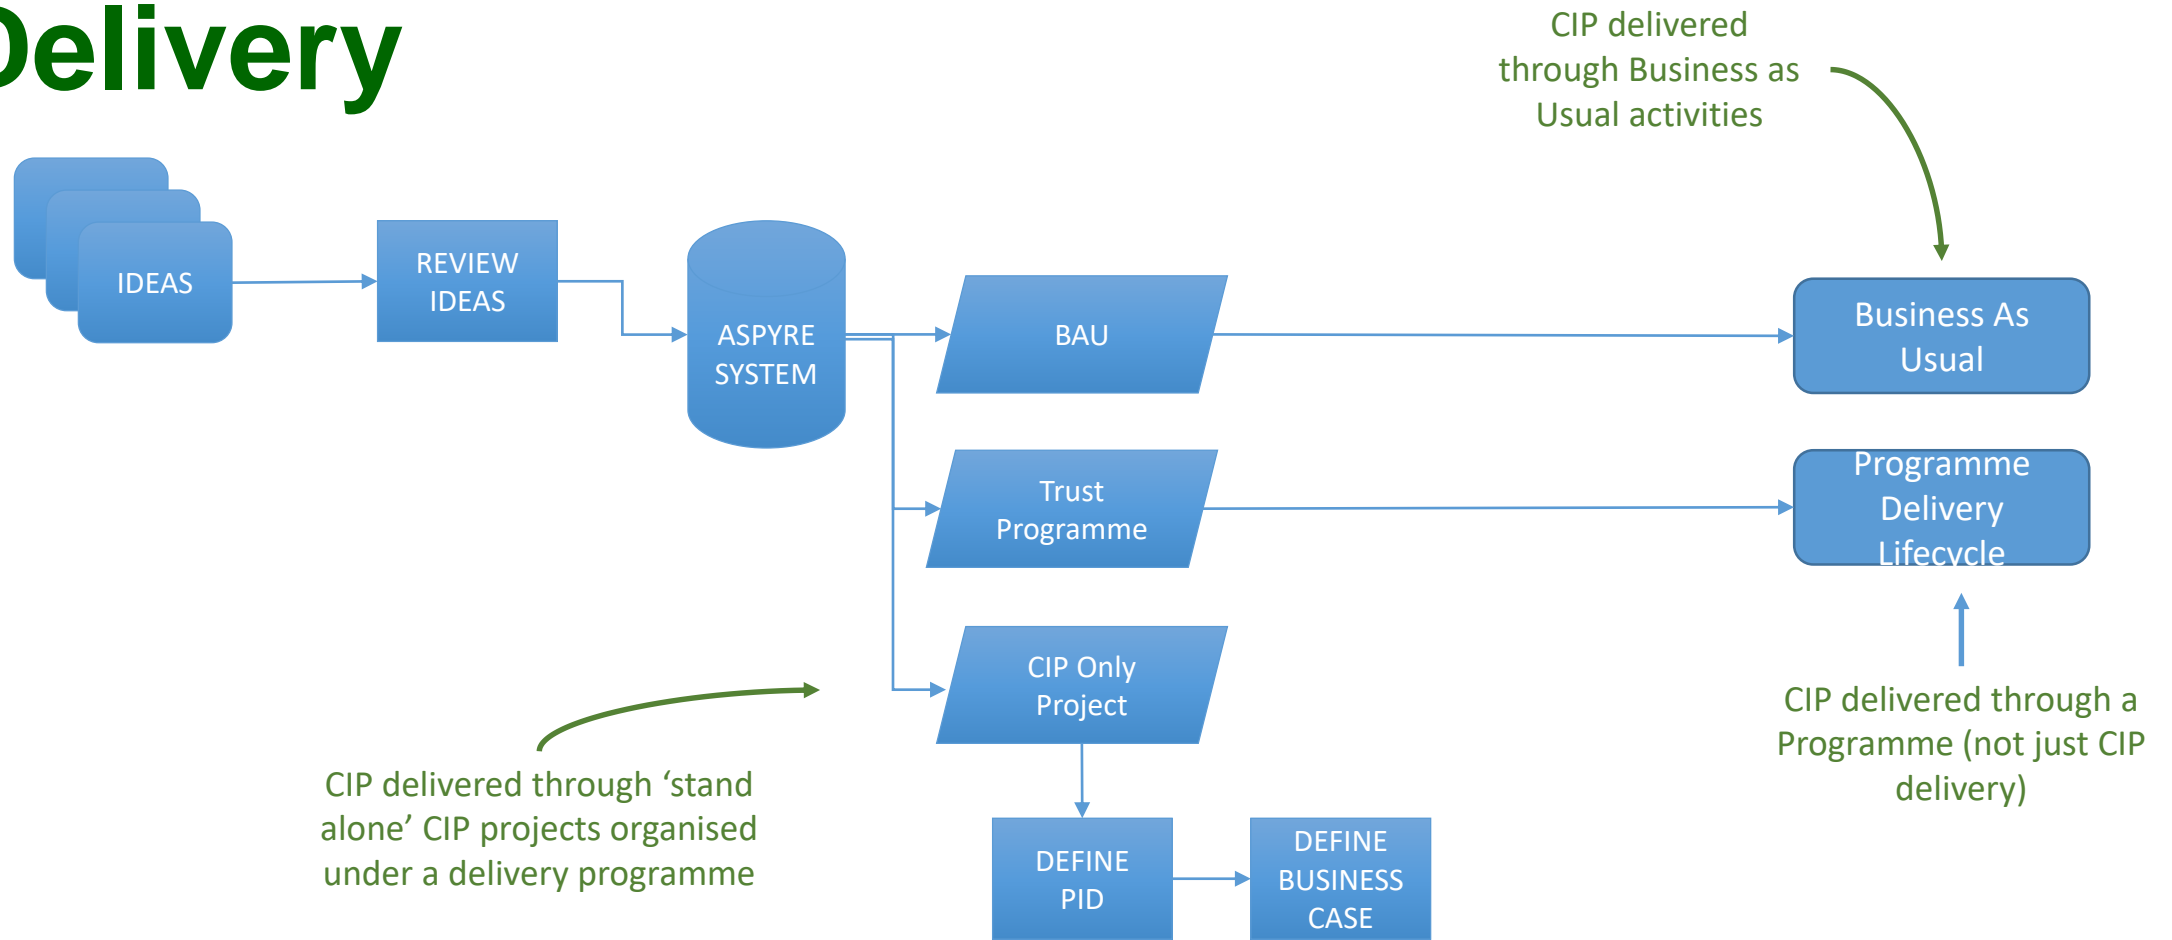 Delivery
CIP delivered
through Business as
Usual activities
IDEAS
REVIEW
IDEAS
ASPYRE
SYSTEM
BAU
Business As
Usual
Trust
Programme
Programme
Delivery
Lifecycle
CIP Only
Project
CIP delivered through a
Programme (not just CIP
delivery)
CIP delivered through ‘stand
alone’ CIP projects organised
under a delivery programme
DEFINE
PID
DEFINE
BUSINESS
CASE